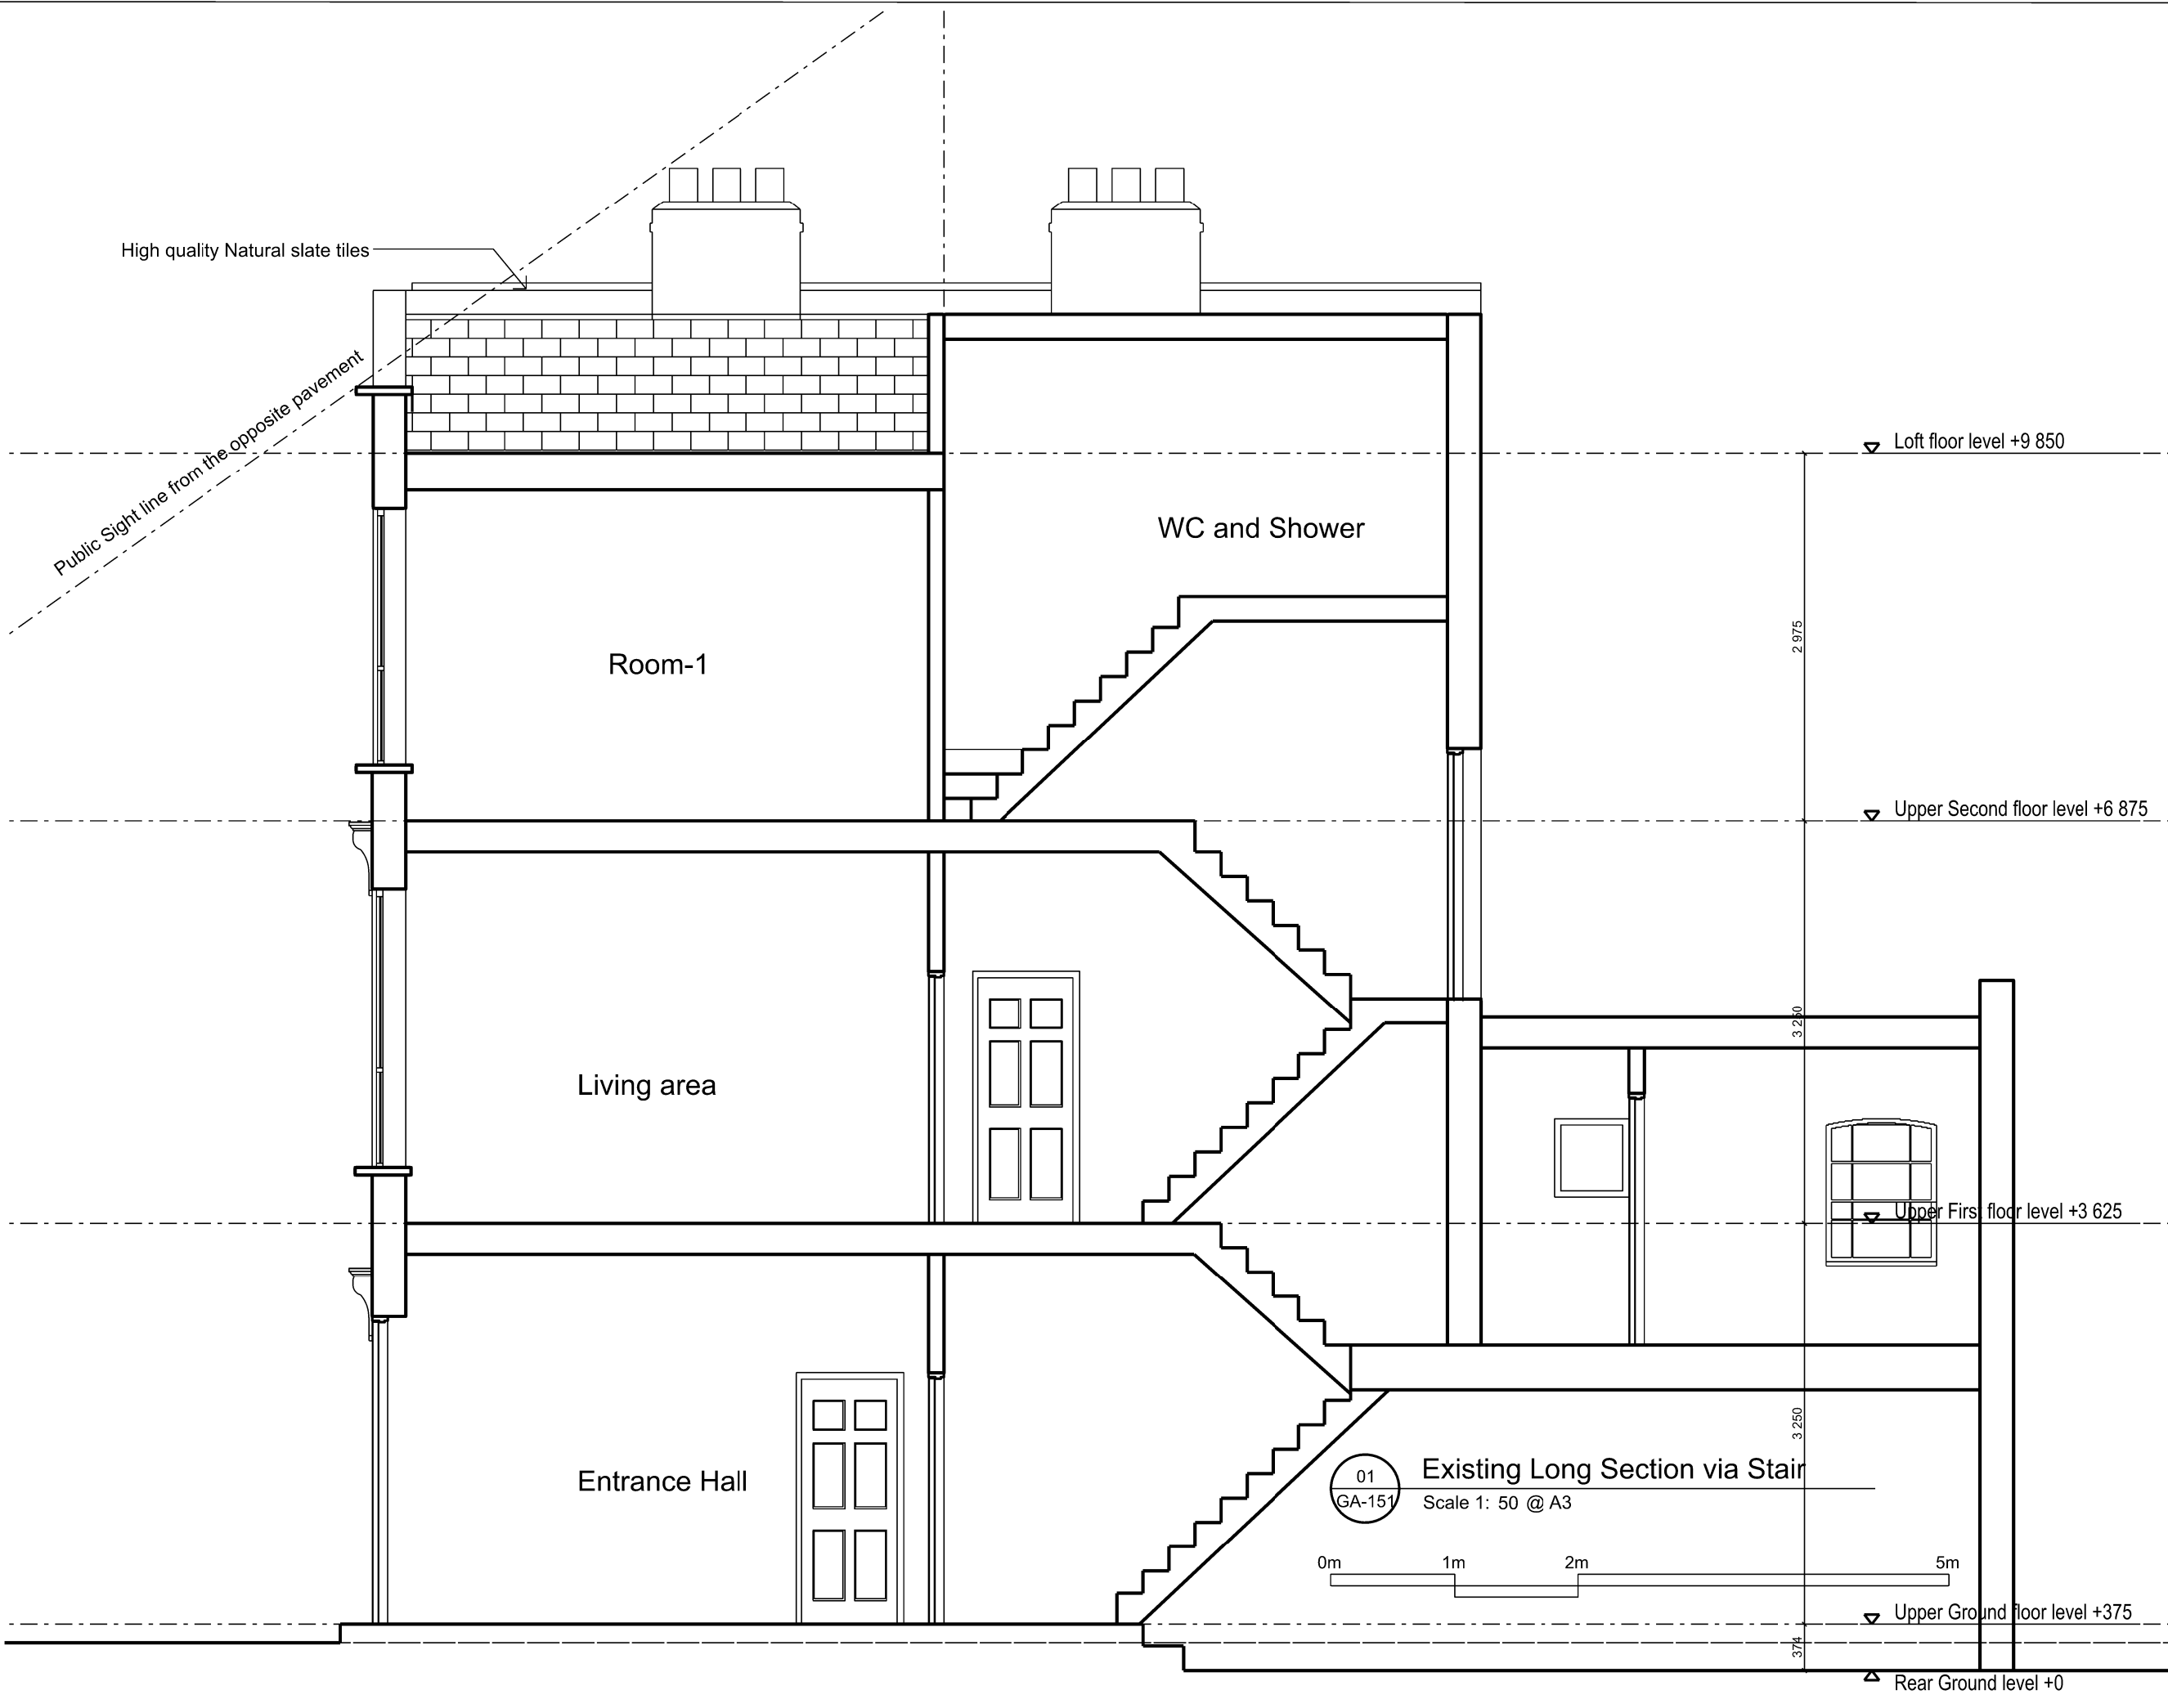 High quality Natural slate tiles
Public Sight line from the opposite pavement
Loft floor level +9 850
WC and Shower
2 975
Room-1
Upper Second floor level +6 875
3 250
Living area
Upper First floor level +3 625
3 250
Entrance Hall
01
GA-151
Existing Long Section via Stair
Scale 1: 50 @ A3
0m 1m 2m 5m
Upper Ground floor level +375
374
Rear Ground level +0